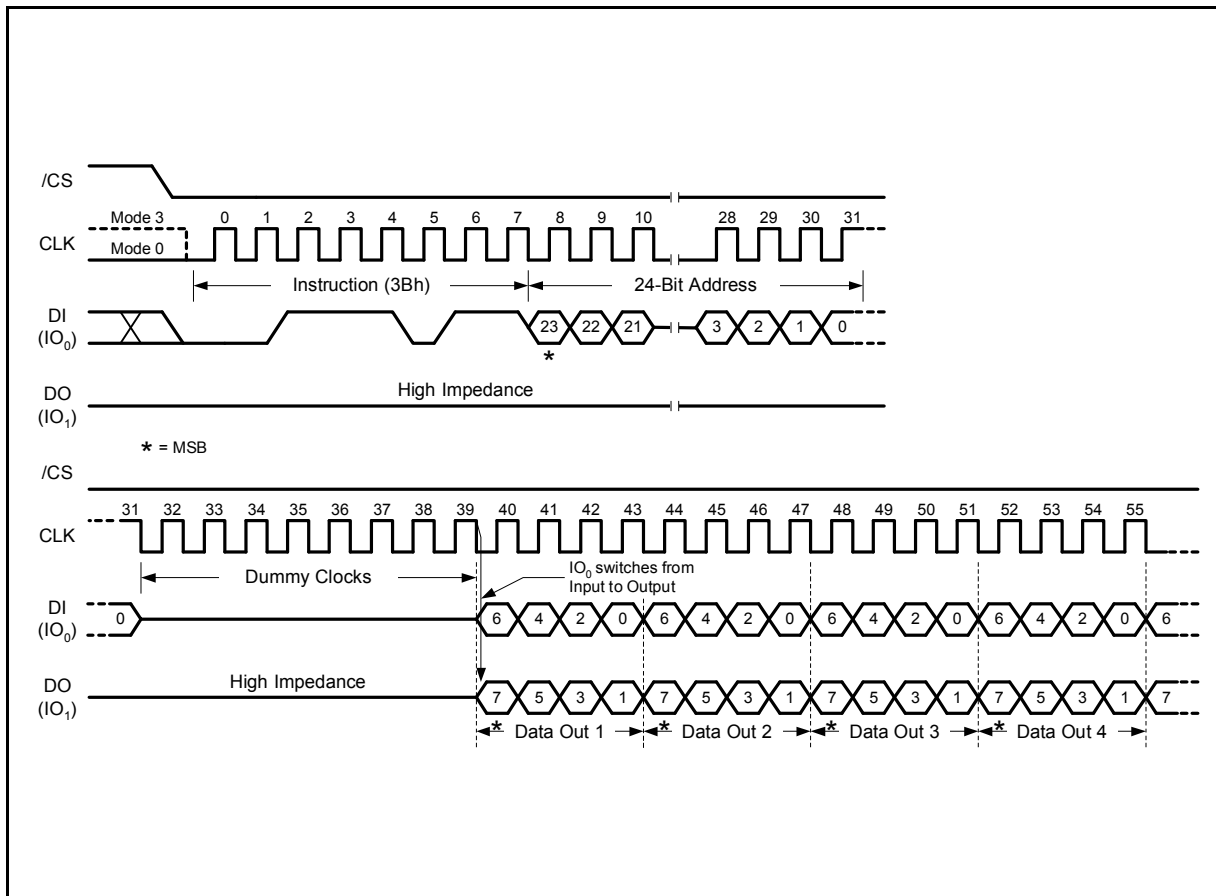 /CS
Mode 3 0 1 2 3 4 5 6 7 8 9 10 28 29 30 31
CLK
Mode 0
Instruction (3Bh) 24-Bit Address
DI
(IO0)
23 22 21 3 2 1 0
*
High Impedance
DO
(IO1)
* = MSB
/CS
31 32 33 34 35 36 37 38 39 40 41 42 43 44 45 46 47 48 49 50 51 52 53 54 55
CLK
Dummy Clocks
IO0 switches from
Input to Output
DI
(IO0)
0 6 4 2 0 6 4 2 0 6 4 2 0 6 4 2 0 6
High Impedance
DO
(IO1)
7 5 3 1 7 5 3 1 7 5 3 1 7 5 3 1 7
* Data Out 1 * Data Out 2 * Data Out 3 * Data Out 4